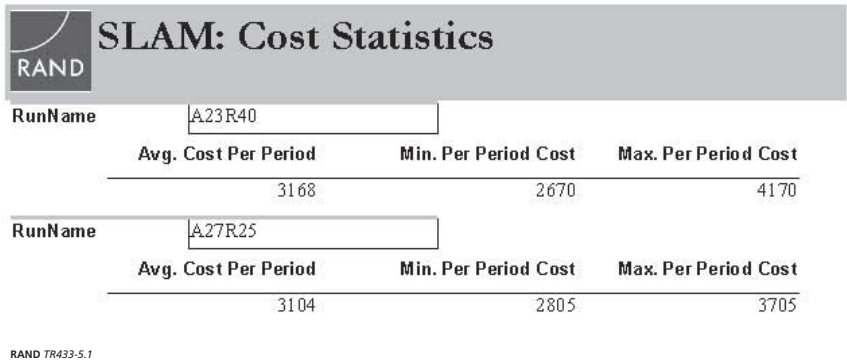 SLAM: Cost Statistics
RAND
RunName A23R40
Avg. Cost Per Period Min. Per Period Cost Max. Per Period Cost
3168 2670 4170
RunName A27R25
Avg. Cost Per Period Min. Per Period Cost Max. Per Period Cost
3104 2805 3705
RAND TR433-5.1